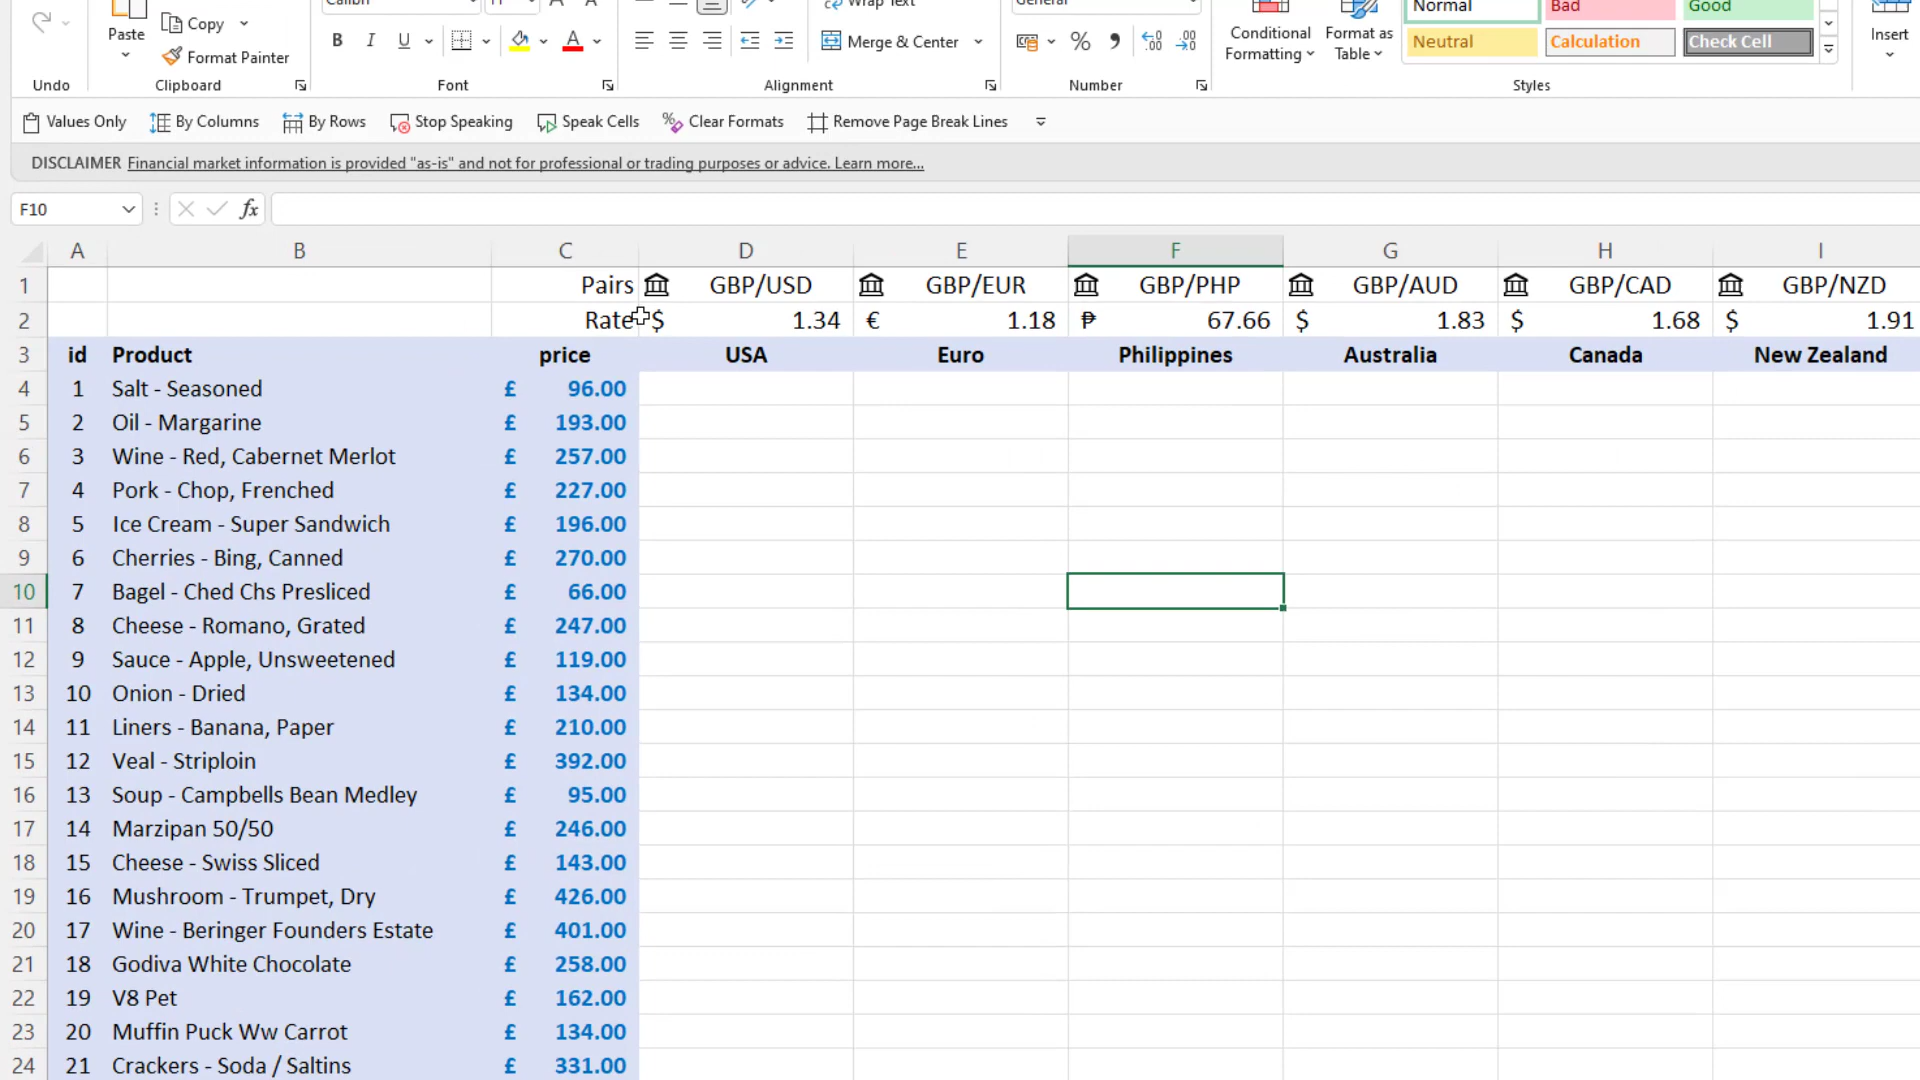 Calibri 11 Wrap Text General Normal Bad Good
Paste Copy Format Painter
B I U A Merge & Center % Conditional Formatting Format as Table Neutral Calculation Check Cell Insert
Undo Clipboard Font Alignment Number Styles
Values Only By Columns By Rows Stop Speaking Speak Cells Clear Formats Remove Page Break Lines
DISCLAIMER Financial market information is provided "as-is" and not for professional or trading purposes or advice. Learn more...
F10 fx
A B C D E F G H I
1 Pairs GBP/USD GBP/EUR GBP/PHP GBP/AUD GBP/CAD GBP/NZD
2 Rate $ 1.34 € 1.18 ₱ 67.66 $ 1.83 $ 1.68 $ 1.91
3 id Product price USA Euro Philippines Australia Canada New Zealand
4 1 Salt - Seasoned £ 96.00
5 2 Oil - Margarine £ 193.00
6 3 Wine - Red, Cabernet Merlot £ 257.00
7 4 Pork - Chop, Frenched £ 227.00
8 5 Ice Cream - Super Sandwich £ 196.00
9 6 Cherries - Bing, Canned £ 270.00
10 7 Bagel - Ched Chs Presliced £ 66.00
11 8 Cheese - Romano, Grated £ 247.00
12 9 Sauce - Apple, Unsweetened £ 119.00
13 10 Onion - Dried £ 134.00
14 11 Liners - Banana, Paper £ 210.00
15 12 Veal - Striploin £ 392.00
16 13 Soup - Campbells Bean Medley £ 95.00
17 14 Marzipan 50/50 £ 246.00
18 15 Cheese - Swiss Sliced £ 143.00
19 16 Mushroom - Trumpet, Dry £ 426.00
20 17 Wine - Beringer Founders Estate £ 401.00
21 18 Godiva White Chocolate £ 258.00
22 19 V8 Pet £ 162.00
23 20 Muffin Puck Ww Carrot £ 134.00
24 21 Crackers - Soda / Saltins £ 331.00